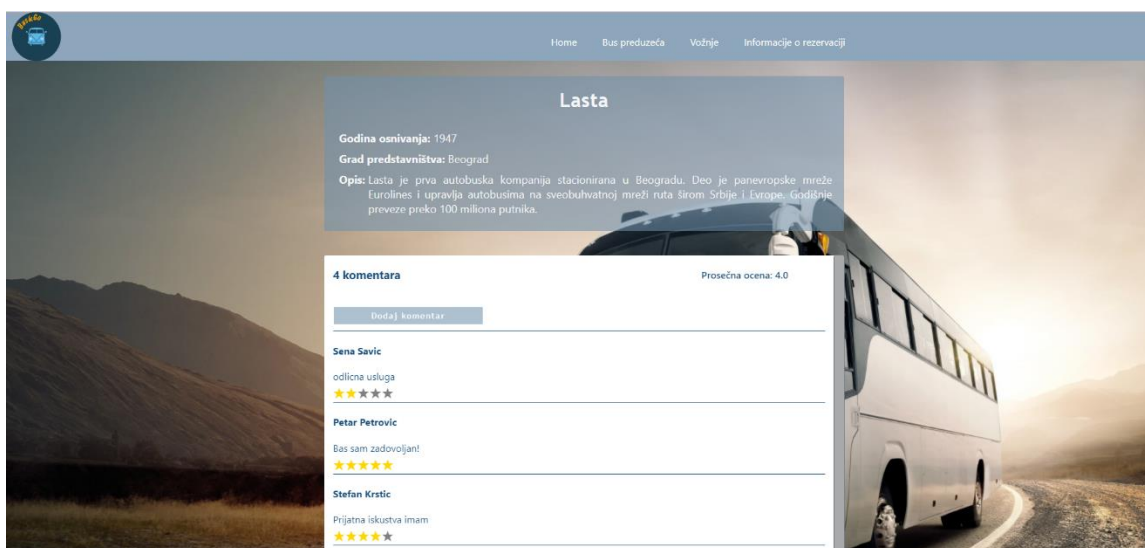 Bus&Go
Home Bus preduzeća Vožnje Informacije o rezervaciji
Lasta
Godina osnivanja: 1947
Grad predstavništva: Beograd
Opis: Lasta je prva autobuska kompanija stacionirana u Beogradu. Deo je panevropske mreže
Eurolines i upravlja autobusima na sveobuhvatnoj mreži ruta širom Srbije i Evrope. Godišnje
preveze preko 100 miliona putnika.
4 komentara Prosečna ocena: 4.0
Dodaj komentar
Sena Savic
odlicna usluga
Petar Petrovic
Bas sam zadovoljan!
Stefan Krstic
Prijatna iskustva imam